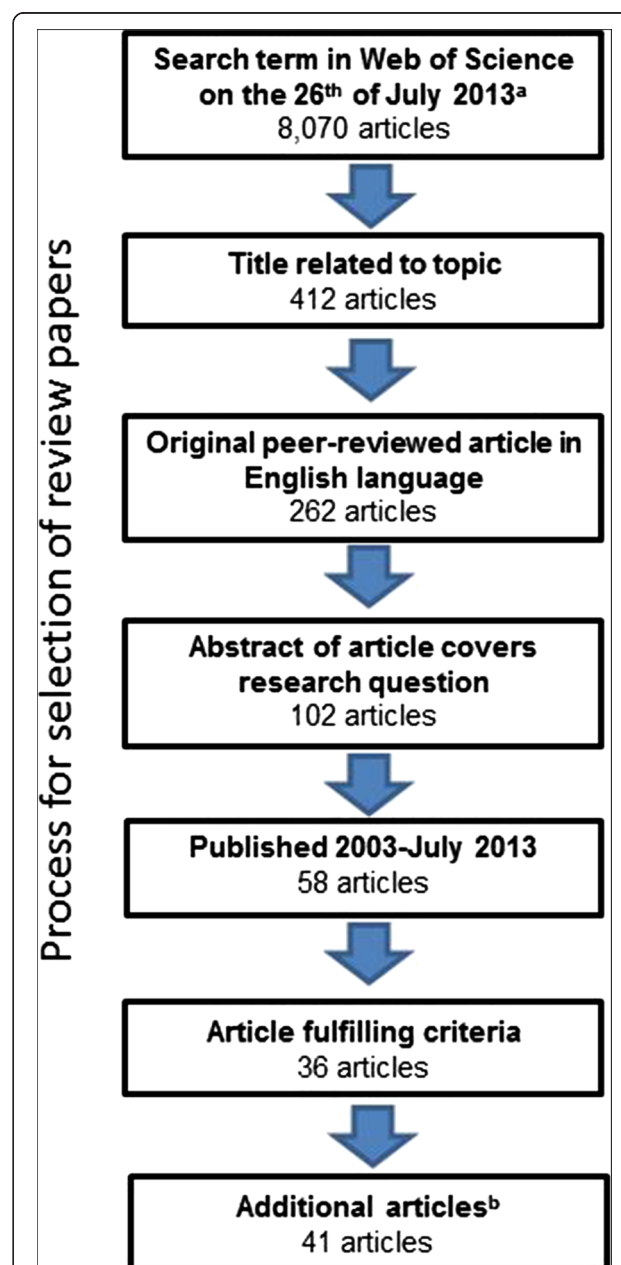 Process for selection of review papers
Search term in Web of Science
on the 26th of July 2013a
8,070 articles
Title related to topic
412 articles
Original peer-reviewed article in
English language
262 articles
Abstract of article covers
research question
102 articles
Published 2003-July 2013
58 articles
Article fulfilling criteria
36 articles
Additional articlesb
41 articles